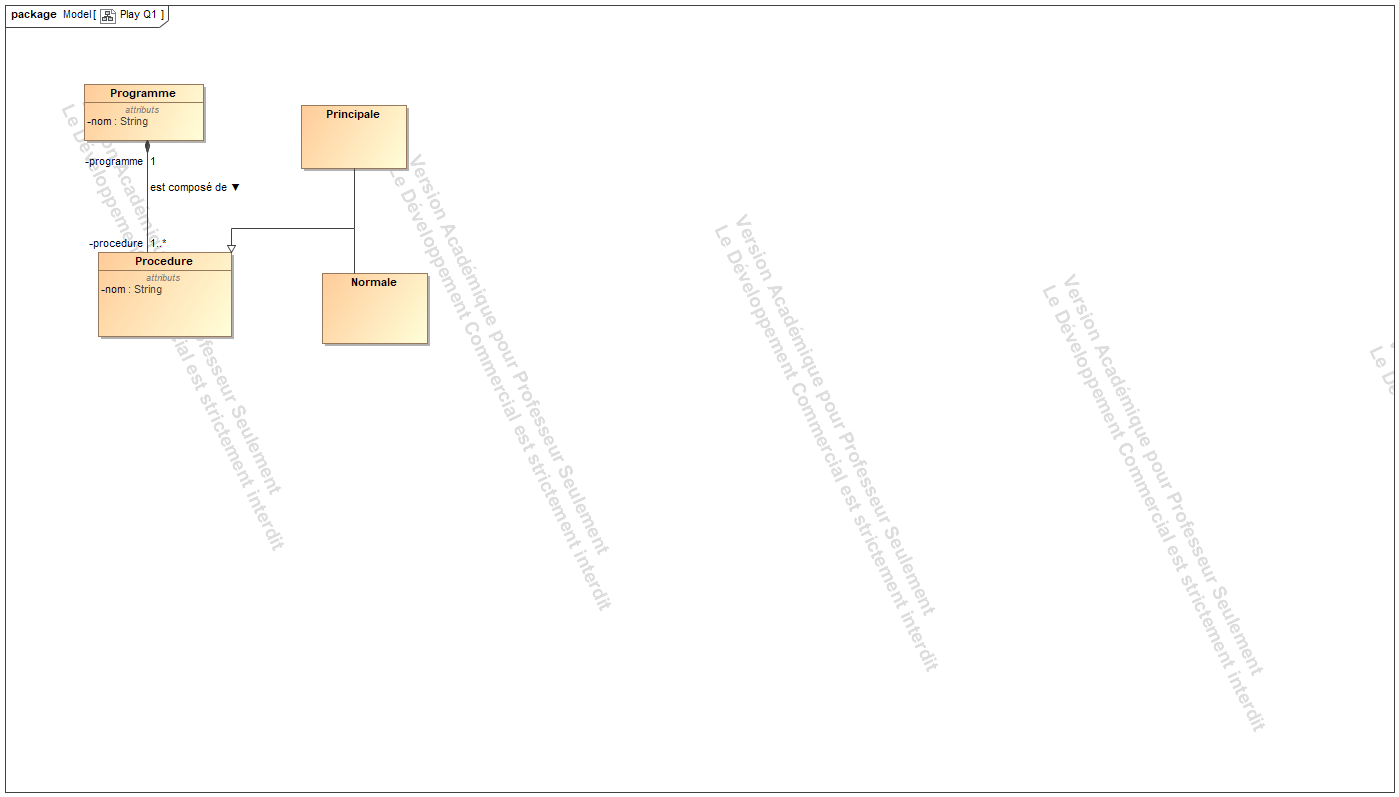 package Model[ Play Q1 ]
Programme
attributs
-nom : String
-programme 1
est composé de ▼
-procedure 1..*
Procedure
attributs
-nom : String
Principale
Normale
Version Académique pour Professeur Seulement
Le Développement Commercial est strictement interdit
Version Académique pour Professeur Seulement
Le Développement Commercial est strictement interdit
Version Académique pour Professeur Seulement
Le Développement Commercial est strictement interdit
Version Académique pour Professeur Seulement
Le Développement Commercial est strictement interdit
Le Dé